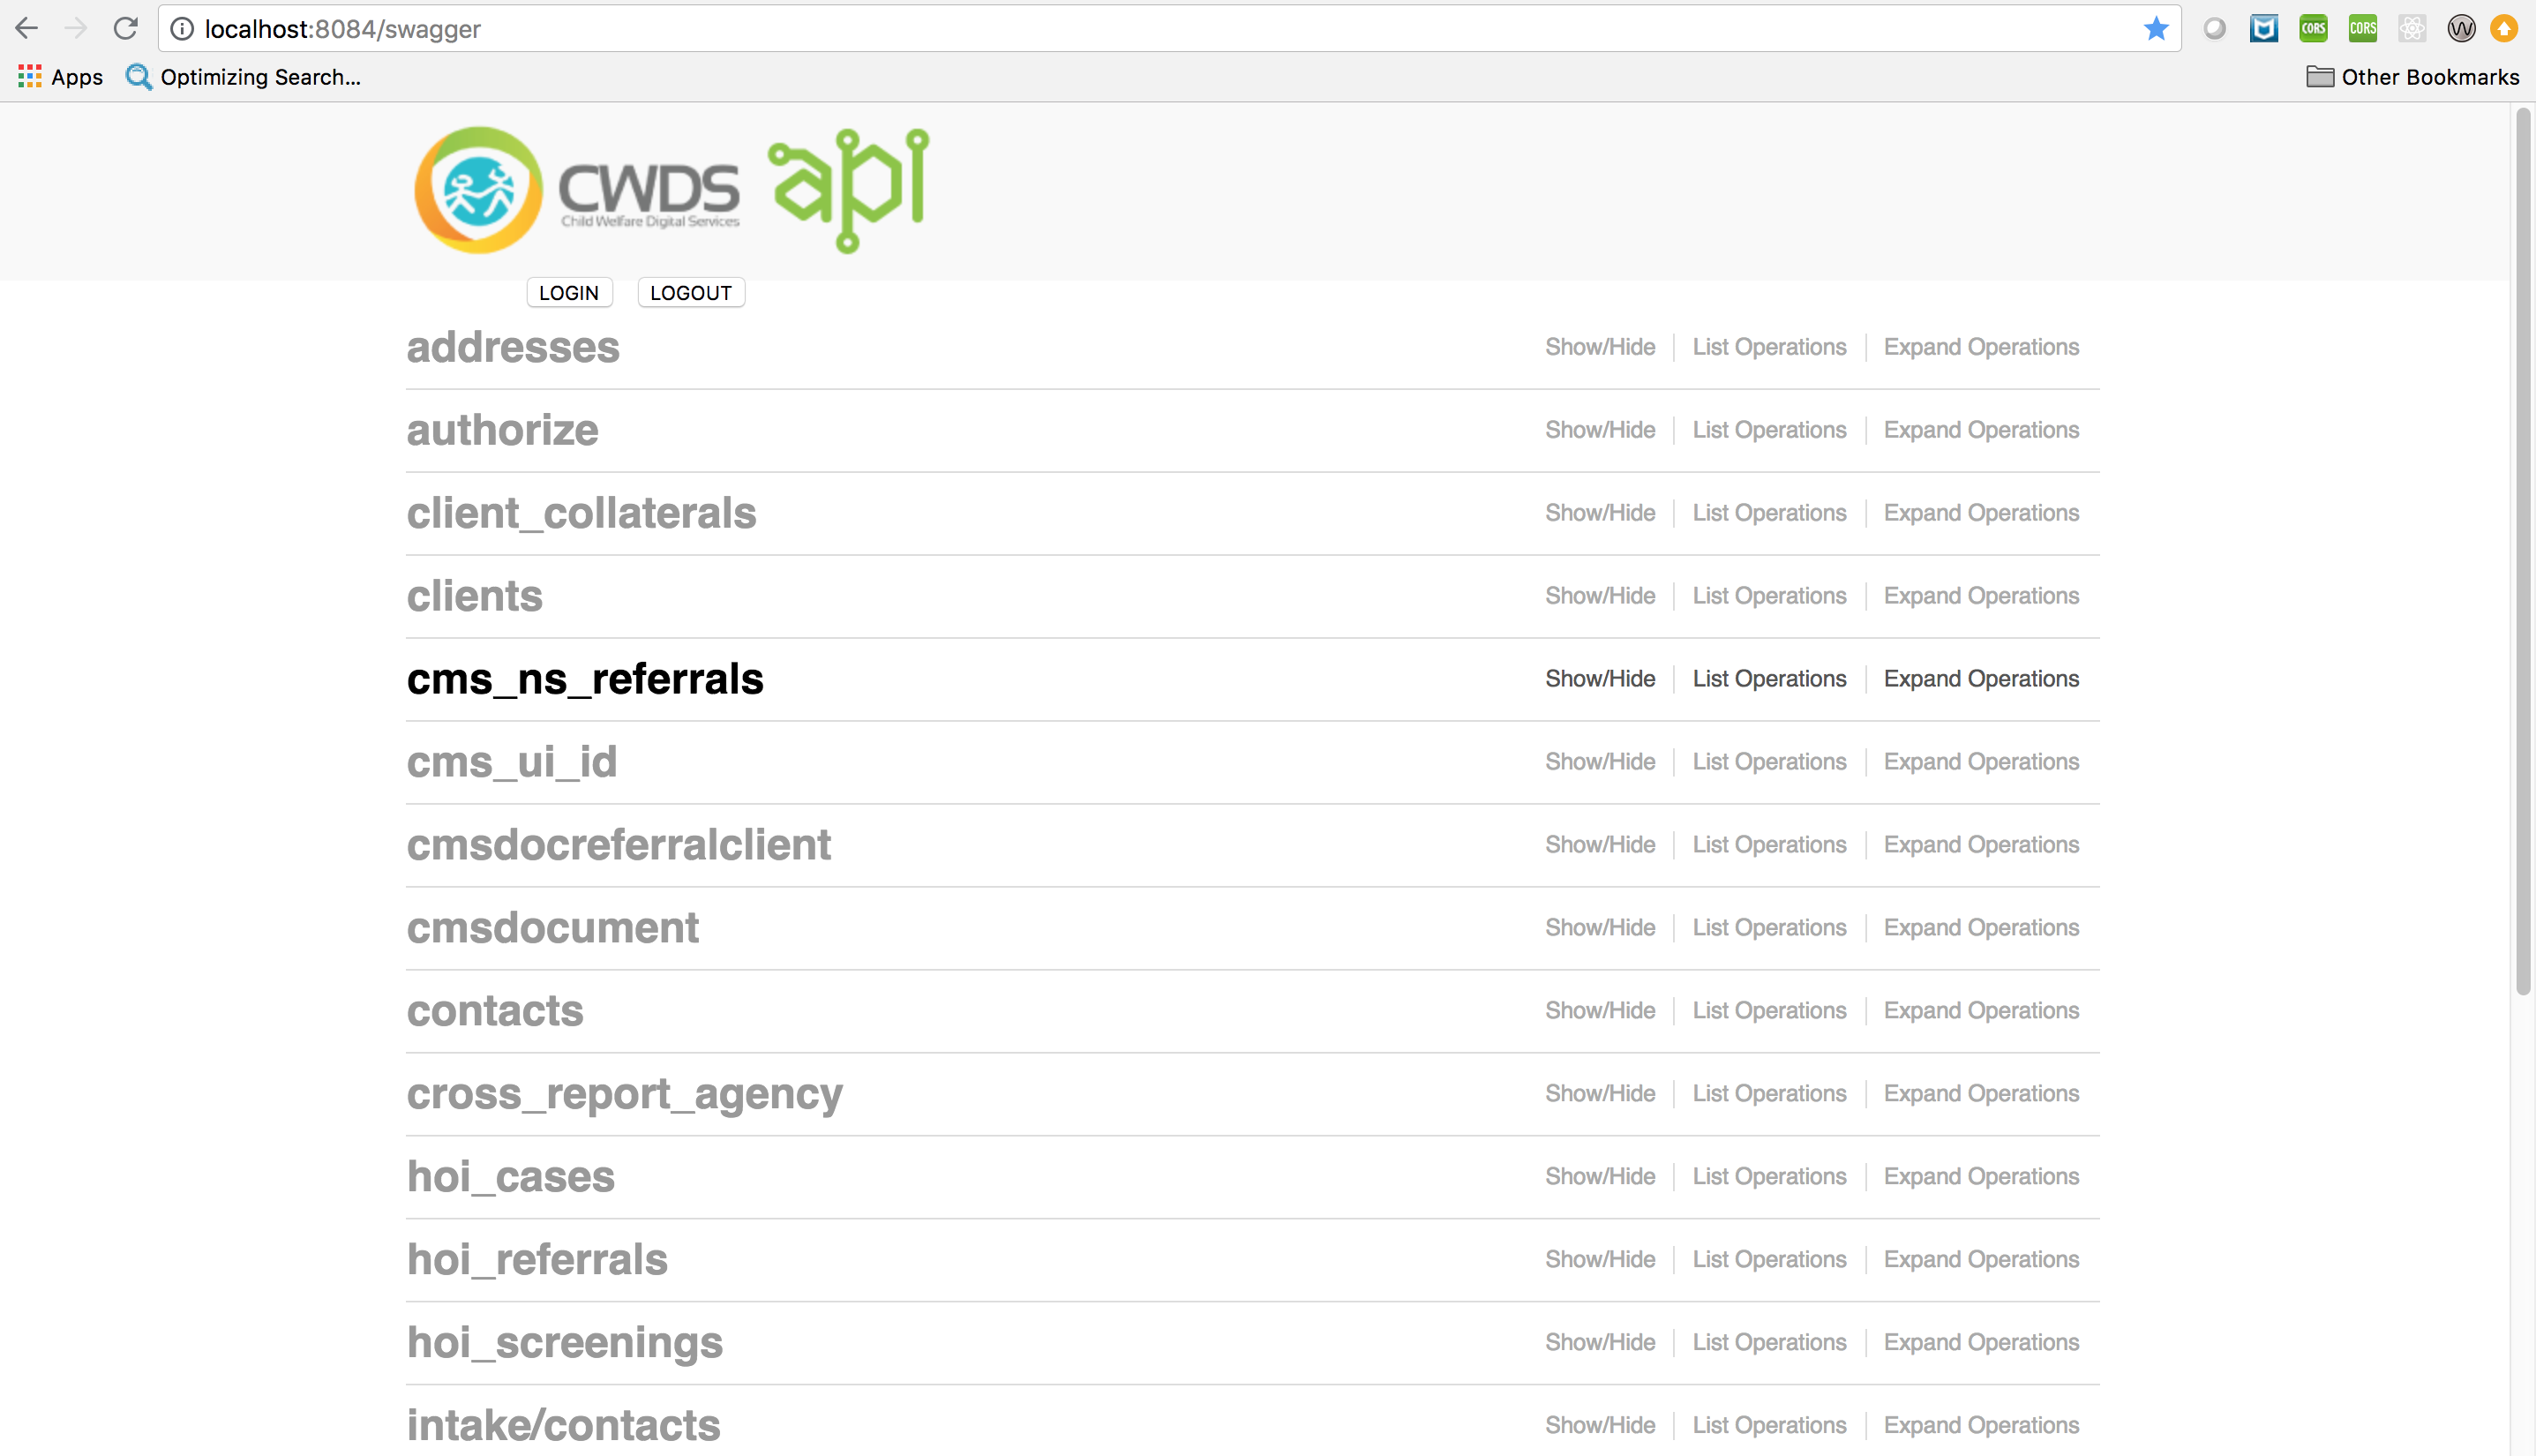 localhost:8084/swagger
CORS CORS
Apps Optimizing Search... Other Bookmarks
CWDS api
Child Welfare Digital Services
LOGIN LOGOUT
addresses Show/Hide List Operations Expand Operations
authorize Show/Hide List Operations Expand Operations
client_collaterals Show/Hide List Operations Expand Operations
clients Show/Hide List Operations Expand Operations
cms_ns_referrals Show/Hide List Operations Expand Operations
cms_ui_id Show/Hide List Operations Expand Operations
cmsdocreferralclient Show/Hide List Operations Expand Operations
cmsdocument Show/Hide List Operations Expand Operations
contacts Show/Hide List Operations Expand Operations
cross_report_agency Show/Hide List Operations Expand Operations
hoi_cases Show/Hide List Operations Expand Operations
hoi_referrals Show/Hide List Operations Expand Operations
hoi_screenings Show/Hide List Operations Expand Operations
intake/contacts Show/Hide List Operations Expand Operations